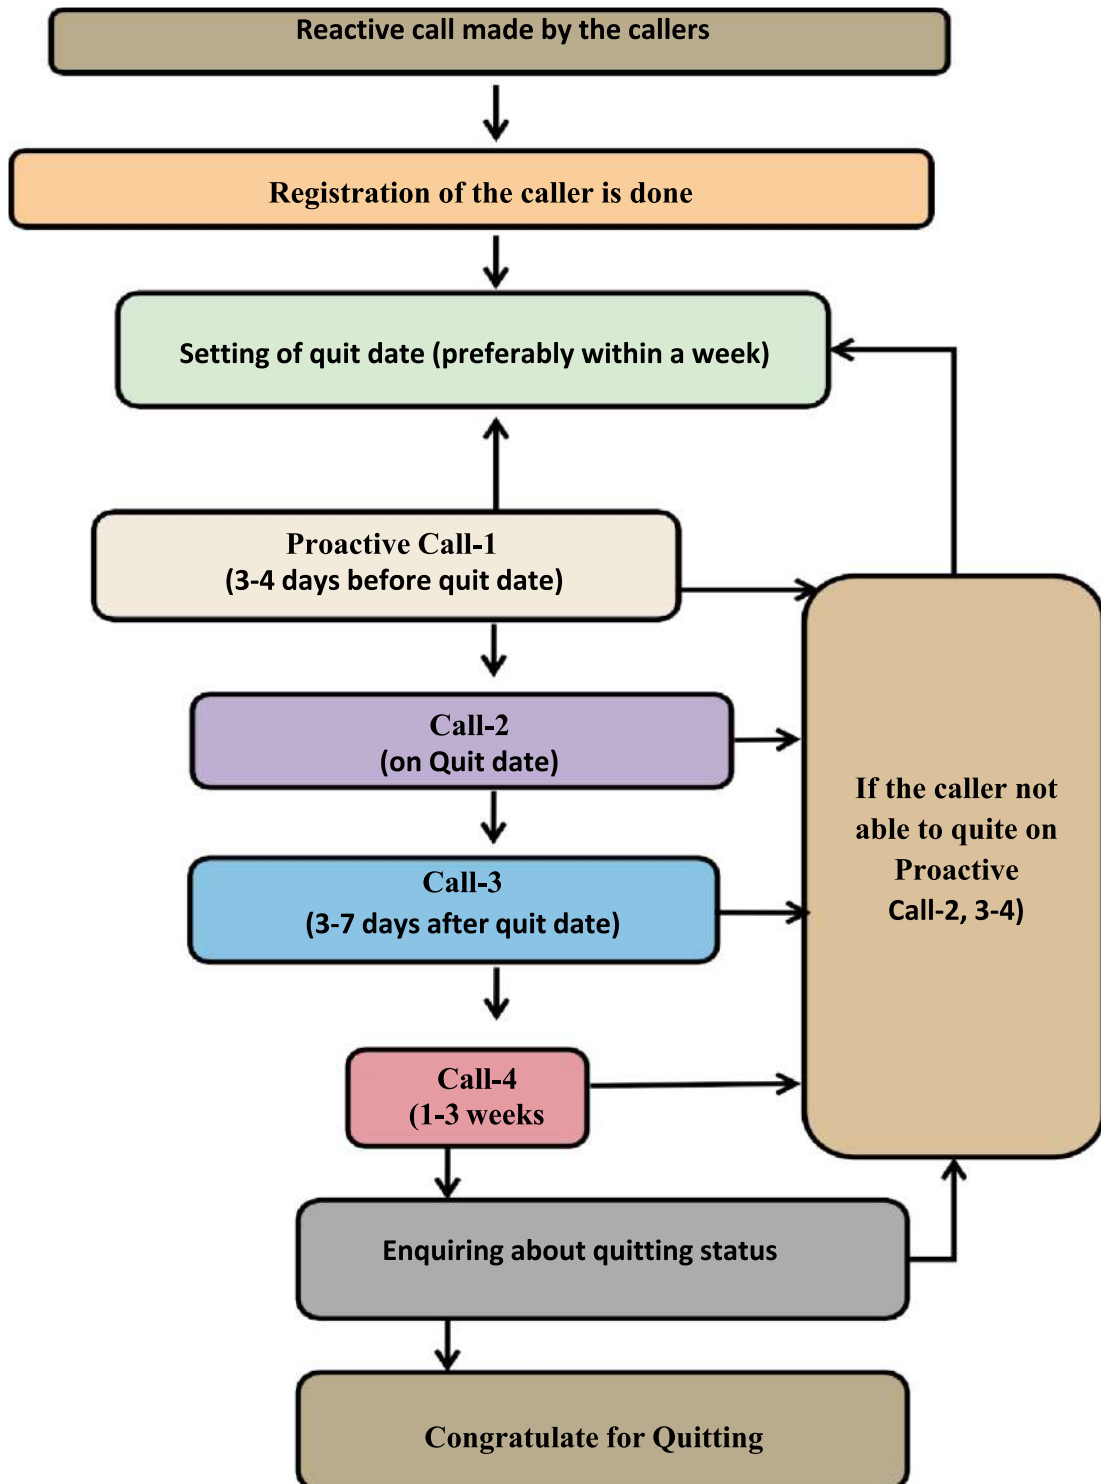 Reactive call made by the callers
Registration of the caller is done
Setting of quit date (preferably within a week)
Proactive Call-1
(3-4 days before quit date)
Call-2
(on Quit date)
Call-3
(3-7 days after quit date)
Call-4
(1-3 weeks
If the caller not
able to quite on
Proactive
Call-2, 3-4)
Enquiring about quitting status
Congratulate for Quitting